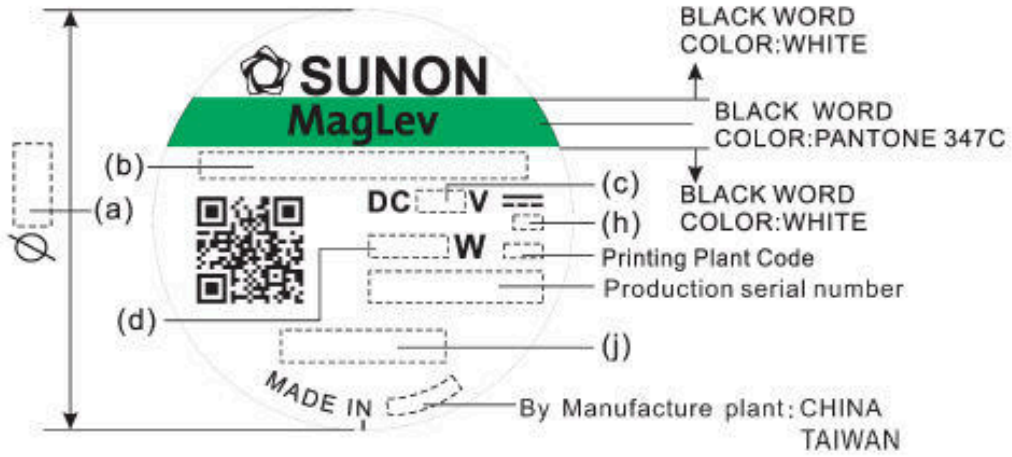 BLACK WORD
COLOR:WHITE
SUNON
MagLev
BLACK WORD
COLOR:PANTONE 347C
(b)
(a)
Ø
DC V
(c)
BLACK WORD
COLOR:WHITE
(h)
W
Printing Plant Code
Production serial number
(d)
(j)
MADE IN
By Manufacture plant: CHINA
TAIWAN